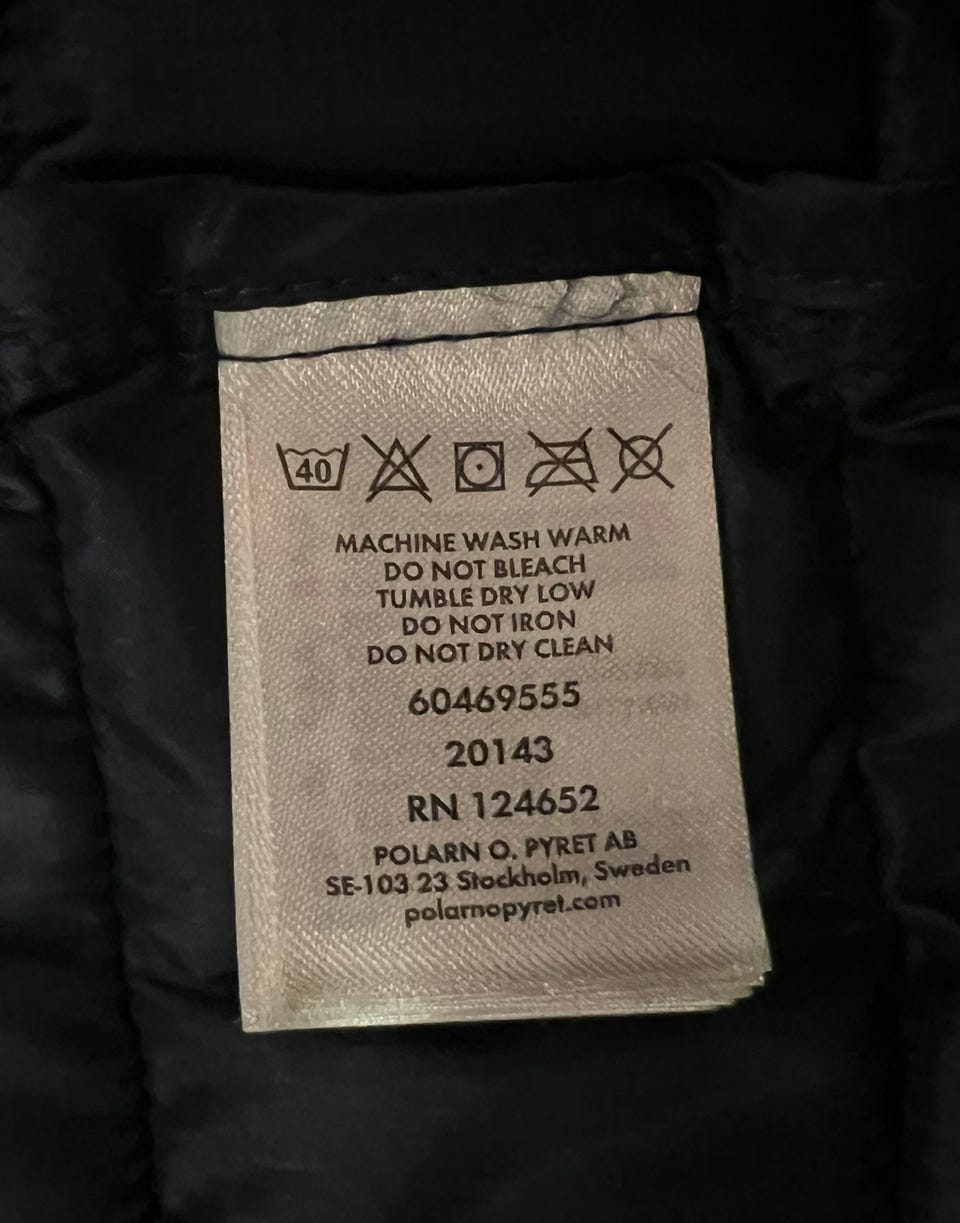 40
MACHINE WASH WARM
DO NOT BLEACH
TUMBLE DRY LOW
DO NOT IRON
DO NOT DRY CLEAN
60469555
20143
RN 124652
POLARN O. PYRET AB
SE-103 23 Stockholm, Sweden
polarnopyret.com